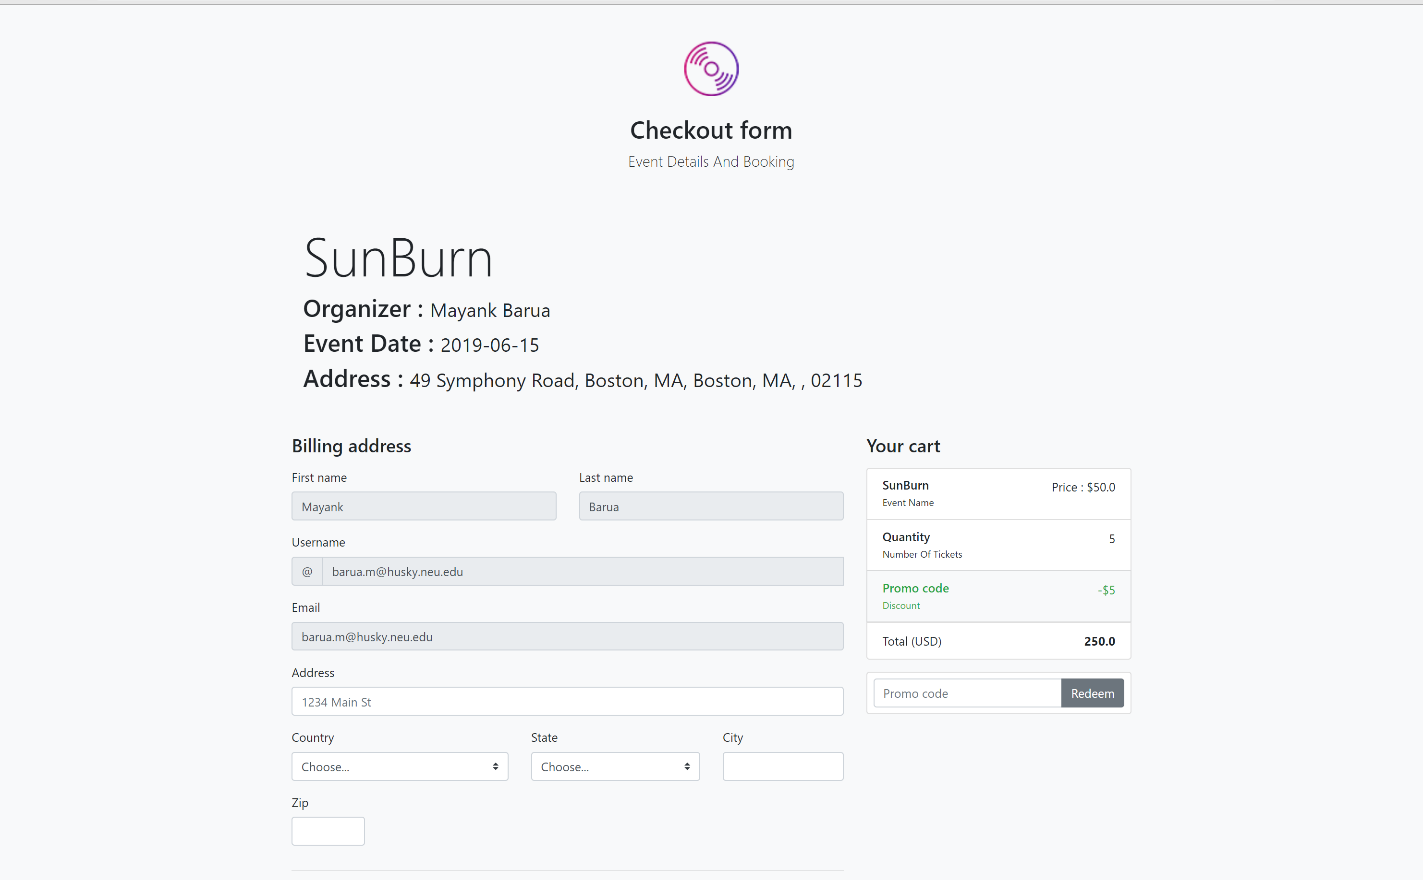 Checkout form
Event Details And Booking
SunBurn
Organizer : Mayank Barua
Event Date : 2019-06-15
Address : 49 Symphony Road, Boston, MA, Boston, MA, , 02115
Billing address
First name
Last name
Mayank
Barua
Username
@ barua.m@husky.neu.edu
Email
barua.m@husky.neu.edu
Address
1234 Main St
Country
State
City
Choose...
Choose...
Zip
Your cart
SunBurn
Price : $50.0
Event Name
Quantity
5
Number Of Tickets
Promo code
-$5
Discount
Total (USD)
250.0
Promo code
Redeem